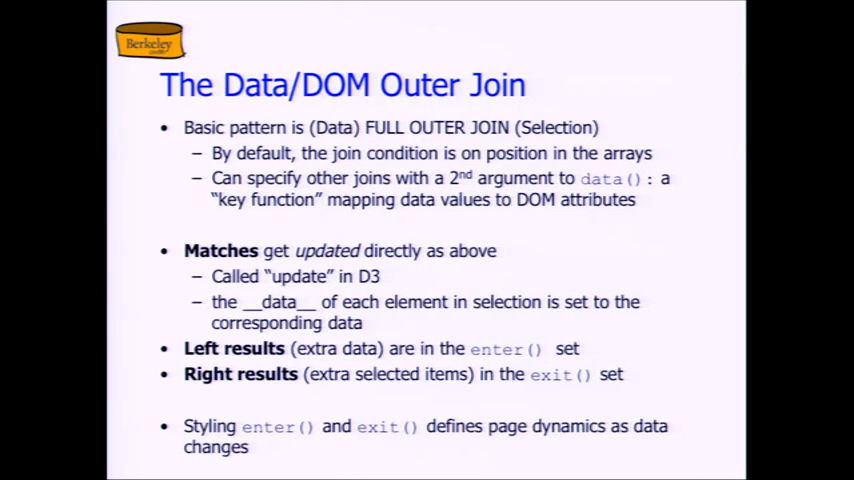 Berkeley
The Data/DOM Outer Join
• Basic pattern is (Data) FULL OUTER JOIN (Selection)
– By default, the join condition is on position in the arrays
– Can specify other joins with a 2nd argument to data(): a
“key function” mapping data values to DOM attributes
• Matches get updated directly as above
– Called “update” in D3
– the __data__ of each element in selection is set to the
corresponding data
• Left results (extra data) are in the enter() set
• Right results (extra selected items) in the exit() set
• Styling enter() and exit() defines page dynamics as data
changes